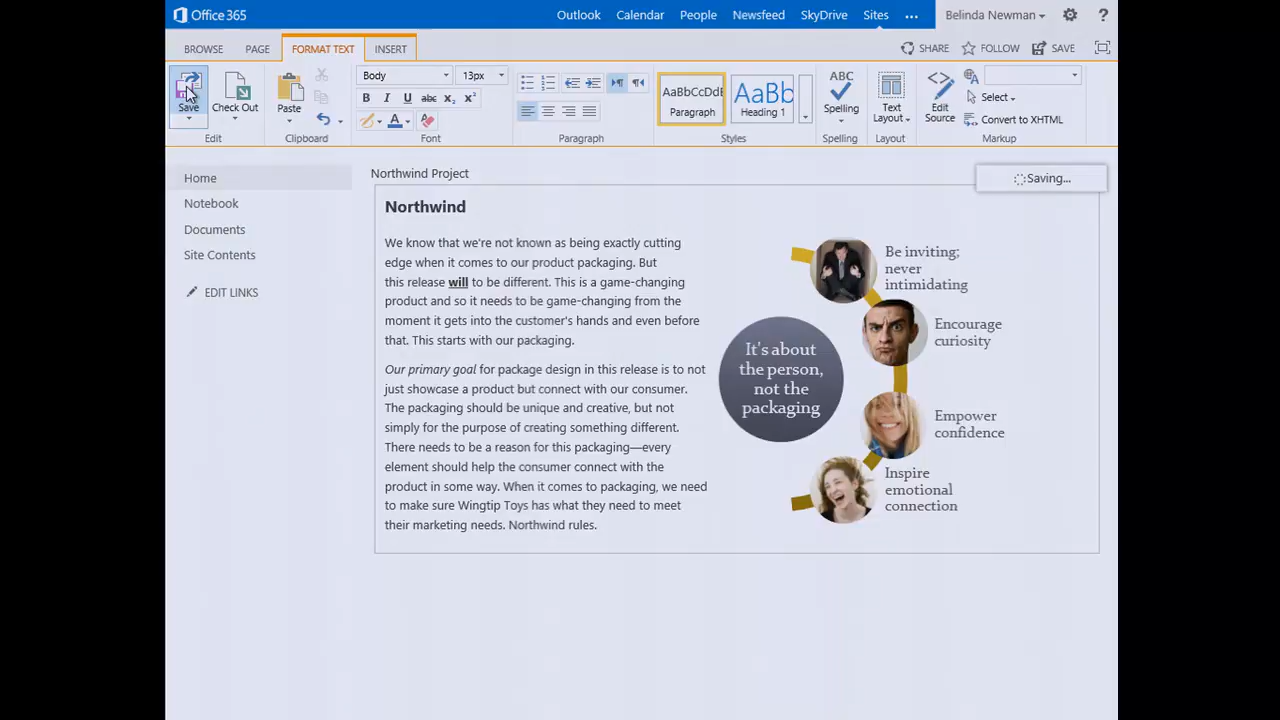 Office 365
Outlook Calendar People Newsfeed SkyDrive Sites ••• Belinda Newman ?
BROWSE PAGE FORMAT TEXT INSERT SHARE FOLLOW SAVE
Save Check Out Paste Body 13px AaBbCcDdE Paragraph AaBb Heading 1 ABC Spelling Text Layout Edit Source Select
B I U abc x₂ x² Convert to XHTML
A A
Edit Clipboard Font Paragraph Styles Spelling Layout Markup
Home
Notebook
Documents
Site Contents
EDIT LINKS
Northwind Project
Saving...
Northwind
We know that we're not known as being exactly cutting
edge when it comes to our product packaging. But
this release will to be different. This is a game-changing
product and so it needs to be game-changing from the
moment it gets into the customer's hands and even before
that. This starts with our packaging.
Our primary goal for package design in this release is to not
just showcase a product but connect with our consumer.
The packaging should be unique and creative, but not
simply for the purpose of creating something different.
There needs to be a reason for this packaging—every
element should help the consumer connect with the
product in some way. When it comes to packaging, we need
to make sure Wingtip Toys has what they need to meet
their marketing needs. Northwind rules.
It's about
the person,
not the
packaging
Be inviting;
never
intimidating
Encourage
curiosity
Empower
confidence
Inspire
emotional
connection